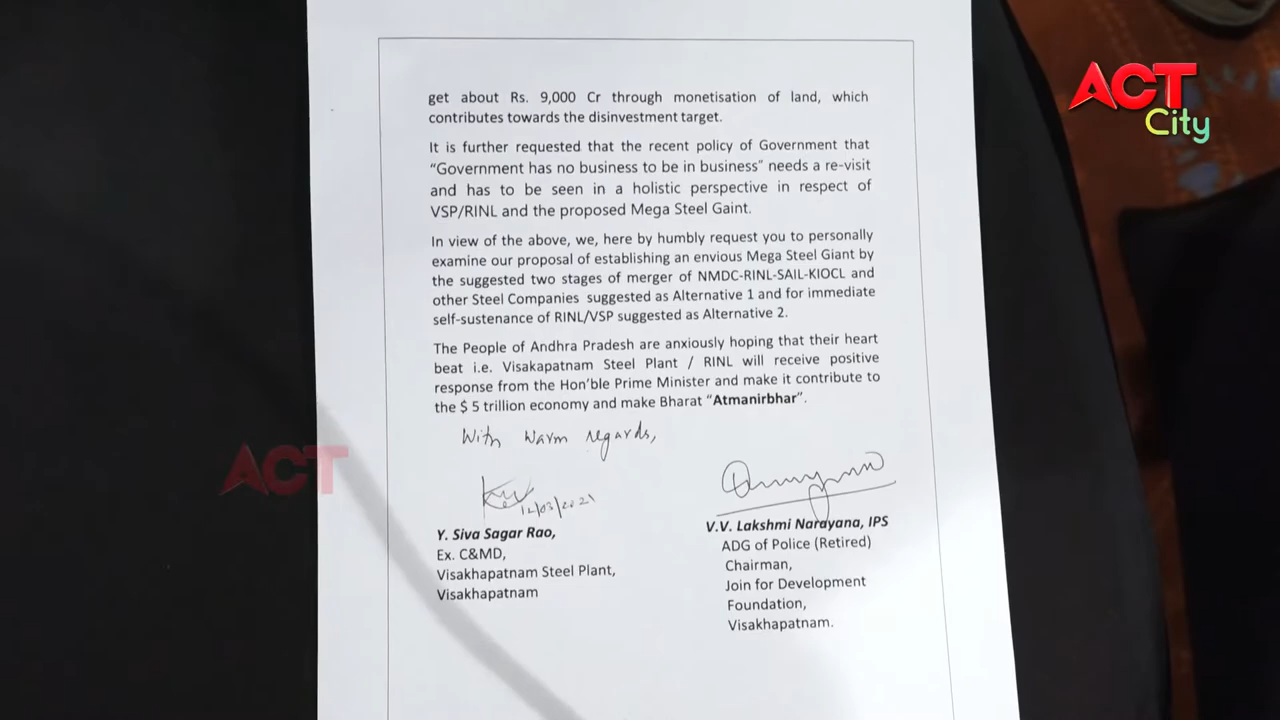 ACT
City
get about Rs. 9,000 Cr through monetisation of land, which
contributes towards the disinvestment target.
It is further requested that the recent policy of Government that
“Government has no business to be in business” needs a re-visit
and has to be seen in a holistic perspective in respect of
VSP/RINL and the proposed Mega Steel Gaint.
In view of the above, we, here by humbly request you to personally
examine our proposal of establishing an envious Mega Steel Giant by
the suggested two stages of merger of NMDC-RINL-SAIL-KIOCL and
other Steel Companies suggested as Alternative 1 and for immediate
self-sustenance of RINL/VSP suggested as Alternative 2.
The People of Andhra Pradesh are anxiously hoping that their heart
beat i.e. Visakapatnam Steel Plant / RINL will receive positive
response from the Hon’ble Prime Minister and make it contribute to
the $ 5 trillion economy and make Bharat “Atmanirbhar”.
With warm regards,
ACT
12/03/2021
Y. Siva Sagar Rao,
Ex. C&MD,
Visakhapatnam Steel Plant,
Visakhapatnam
V.V. Lakshmi Narayana, IPS
ADG of Police (Retired)
Chairman,
Join for Development
Foundation,
Visakhapatnam.